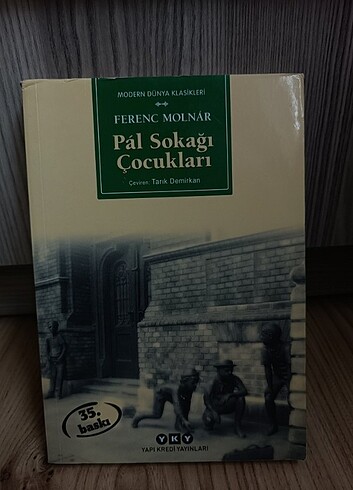 MODERN DÜNYA KLASİKLERİ
FERENC MOLNÁR
Pál Sokağı
Çocukları
Çeviren: Tarık Demirkan
35.
baskı
YKY
YAPI KREDİ YAYINLARI